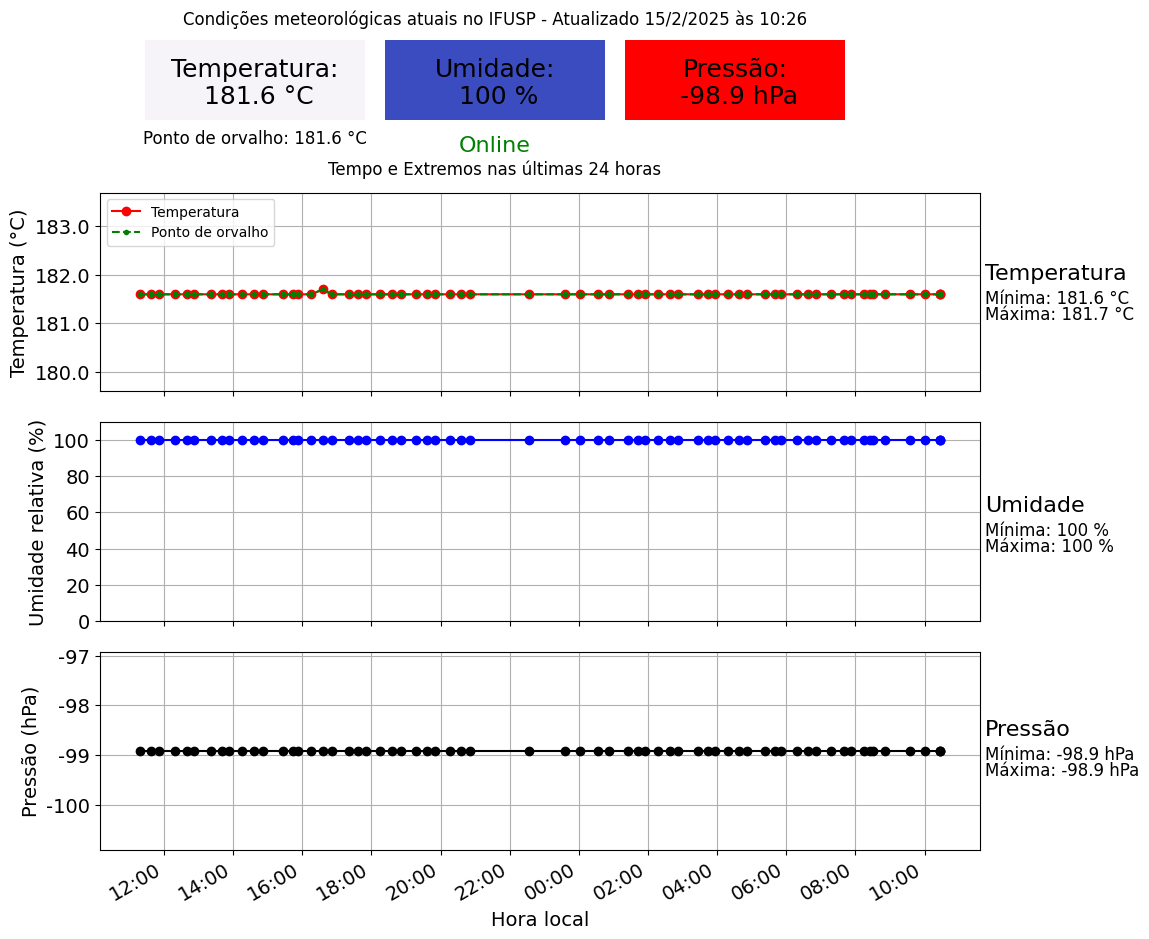 Condições meteorológicas atuais no IFUSP - Atualizado 15/2/2025 às 10:26
Temperatura:
181.6 °C
Umidade:
100 %
Pressão:
-98.9 hPa
Ponto de orvalho: 181.6 °C
Online
Tempo e Extremos nas últimas 24 horas
Temperatura (°C)
183.0
182.0
181.0
180.0
Temperatura
Ponto de orvalho
Temperatura
Mínima: 181.6 °C
Máxima: 181.7 °C
Umidade relativa (%)
100
80
60
40
20
0
Umidade
Mínima: 100 %
Máxima: 100 %
Pressão (hPa)
-97
-98
-99
-100
Pressão
Mínima: -98.9 hPa
Máxima: -98.9 hPa
12:00 14:00 16:00 18:00 20:00 22:00 00:00 02:00 04:00 06:00 08:00 10:00
Hora local